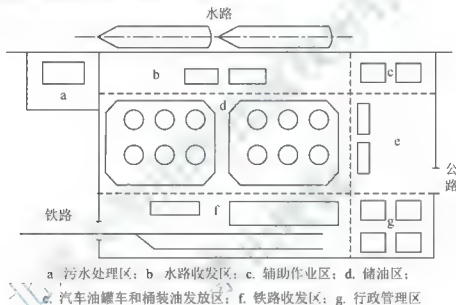 水路
b
c
a
d
e
公
路
铁路
f
g
a 污水处理区；b 水路收发区；c. 辅助作业区；d. 储油区；
e. 汽车油罐车和桶装油发放区；f. 铁路收发区；g. 行政管理区